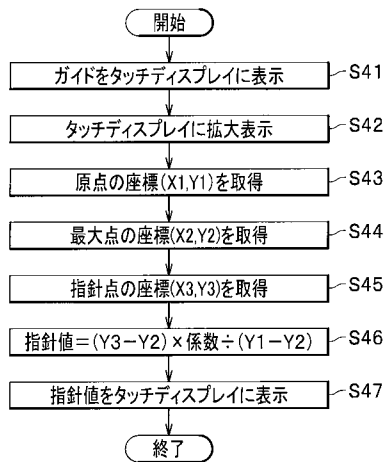 開始
ガイドをタッチディスプレイに表示 S41
タッチディスプレイに拡大表示 S42
原点の座標(X1,Y1)を取得 S43
最大点の座標(X2,Y2)を取得 S44
指針点の座標(X3,Y3)を取得 S45
指針値=(Y3-Y2)×係数÷(Y1-Y2) S46
指針値をタッチディスプレイに表示 S47
終了